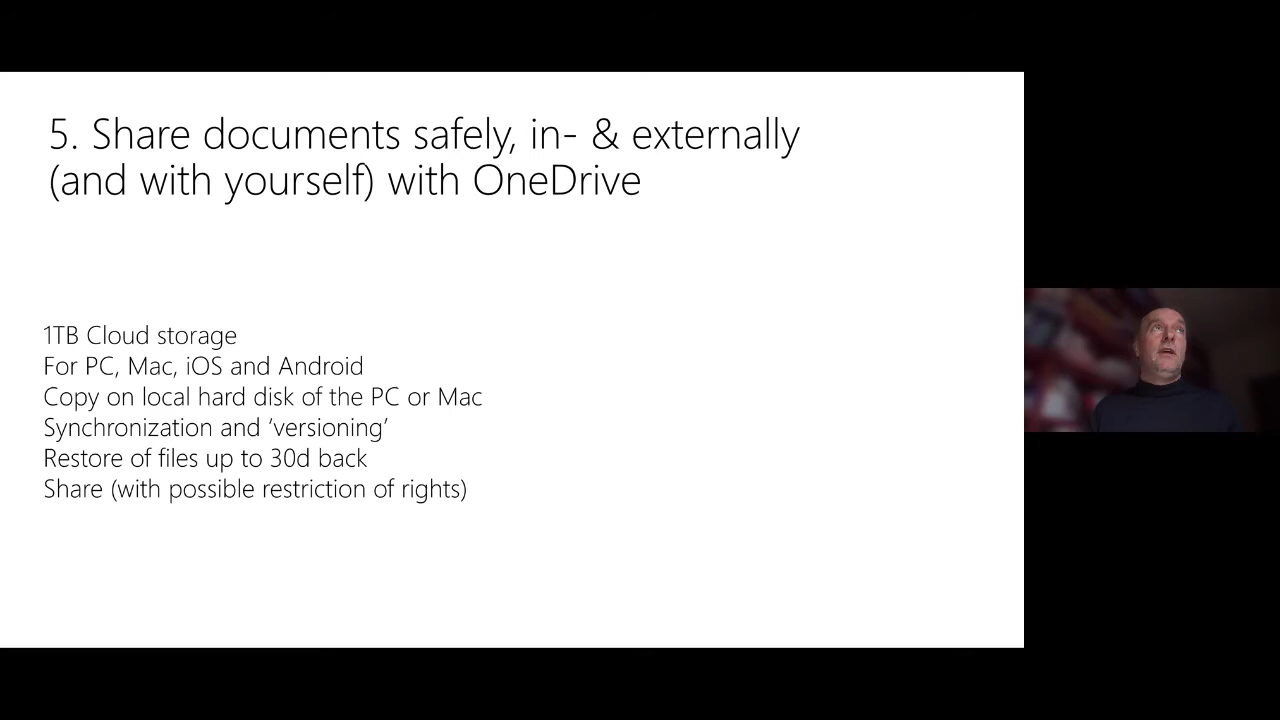 5. Share documents safely, in- & externally
(and with yourself) with OneDrive
1TB Cloud storage
For PC, Mac, iOS and Android
Copy on local hard disk of the PC or Mac
Synchronization and ‘versioning’
Restore of files up to 30d back
Share (with possible restriction of rights)